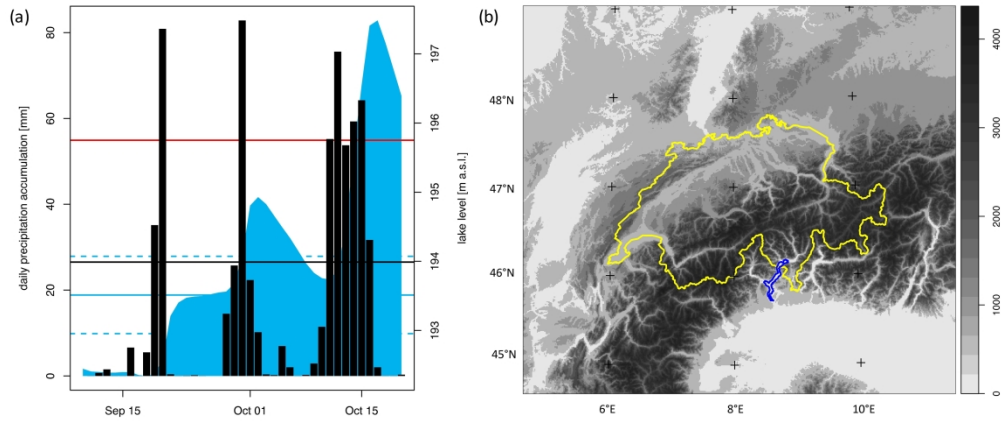 (a)
daily precipitation accumulation [mm]
80
60
40
20
0
Sep 15
Oct 01
Oct 15
197
196
195
194
193
lake level [m a.s.l.]
(b)
48°N
47°N
46°N
45°N
6°E
8°E
10°E
4000
3000
2000
1000
0